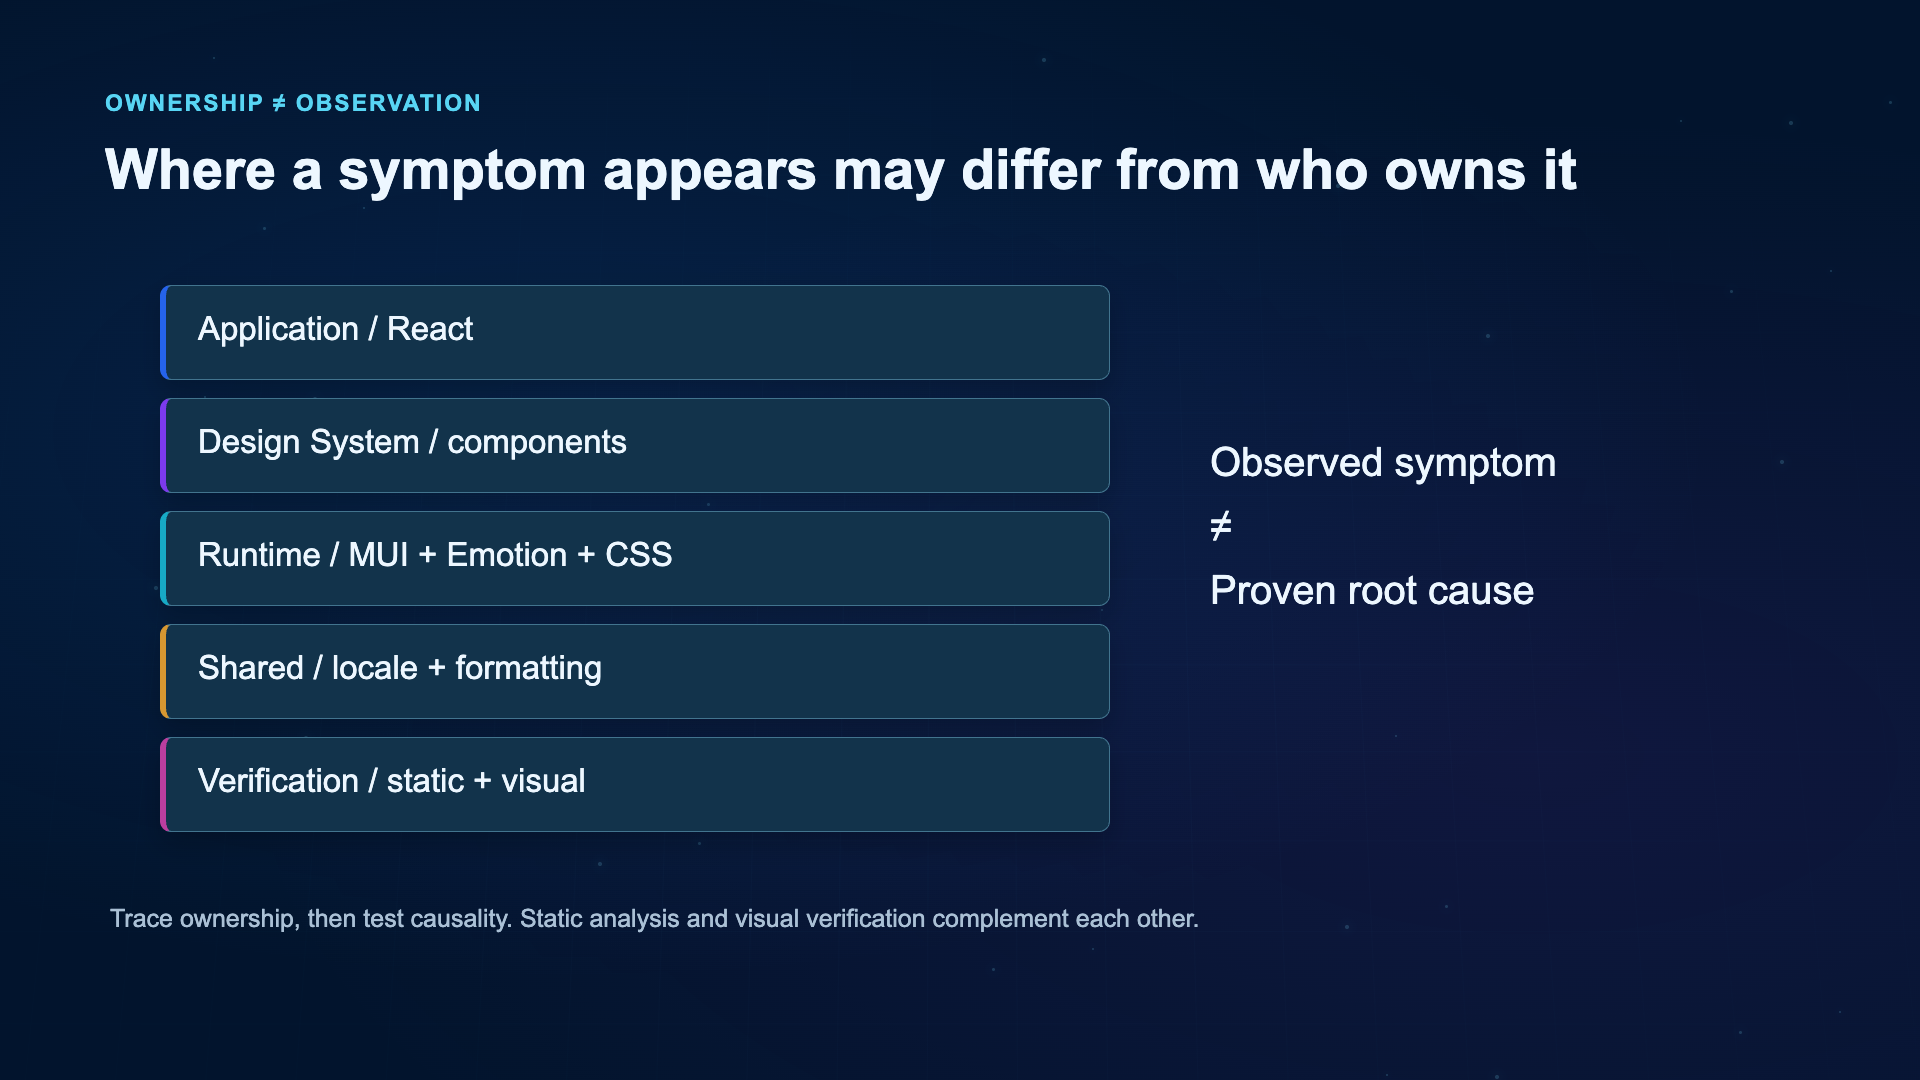 OWNERSHIP ≠ OBSERVATION
Where a symptom appears may differ from who owns it
Application / React
Design System / components
Runtime / MUI + Emotion + CSS
Shared / locale + formatting
Verification / static + visual
Observed symptom
≠
Proven root cause
Trace ownership, then test causality. Static analysis and visual verification complement each other.